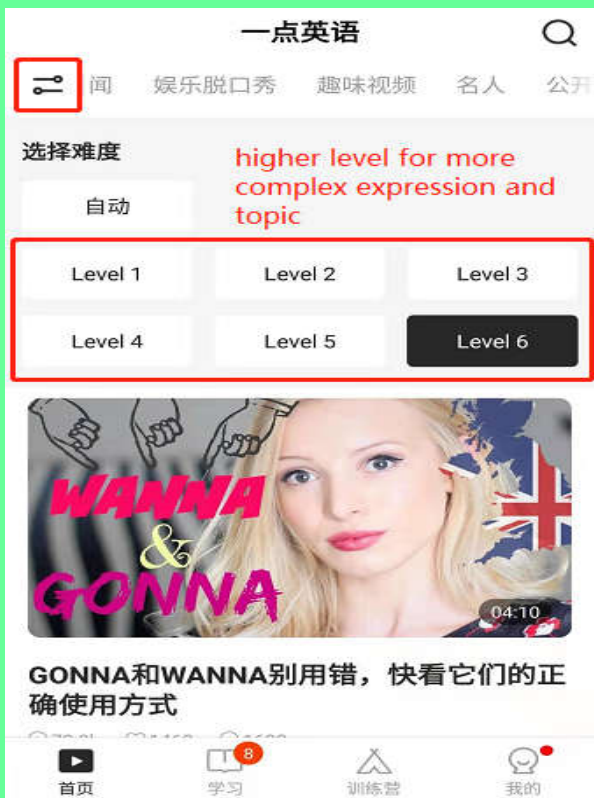 一点英语
闻 娱乐脱口秀 趣味视频 名人 公开
选择难度
higher level for more
complex expression and
topic
自动
Level 1 Level 2 Level 3
Level 4 Level 5 Level 6
WANNA
&
GONNA
04:10
GONNA和WANNA别用错，快看它们的正
确使用方式
8
首页 学习 训练营 我的